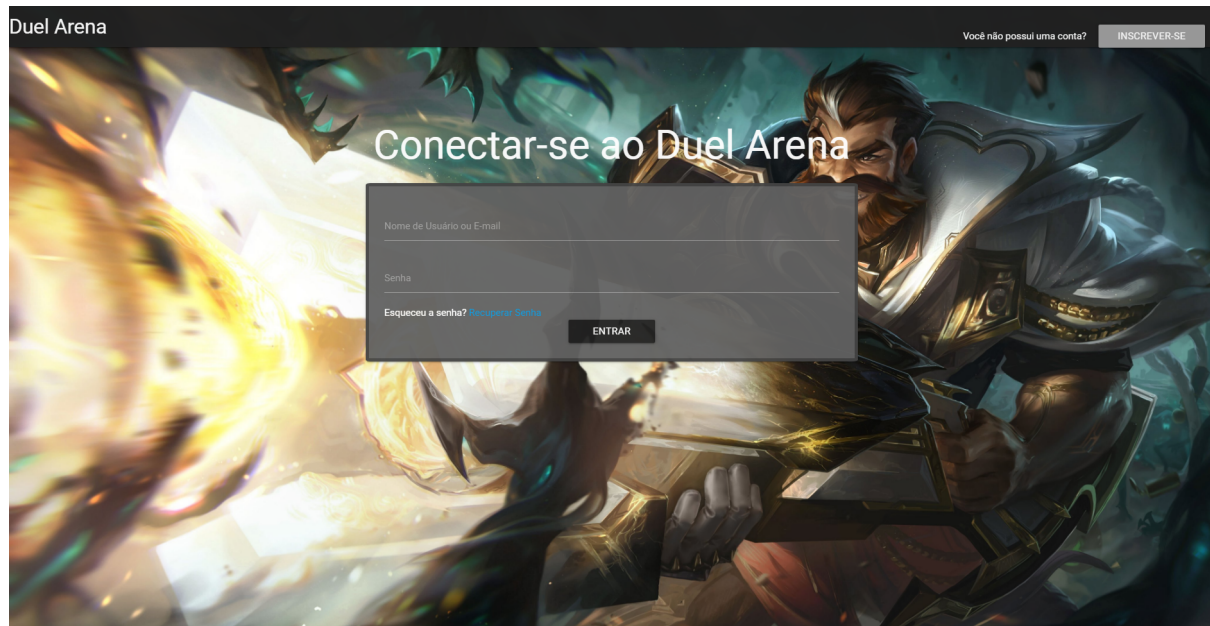 Duel Arena
Você não possui uma conta? INSCREVER-SE
Conectar-se ao Duel Arena
Nome de Usuário ou E-mail
Senha
Esqueceu a senha? Recuperar Senha
ENTRAR